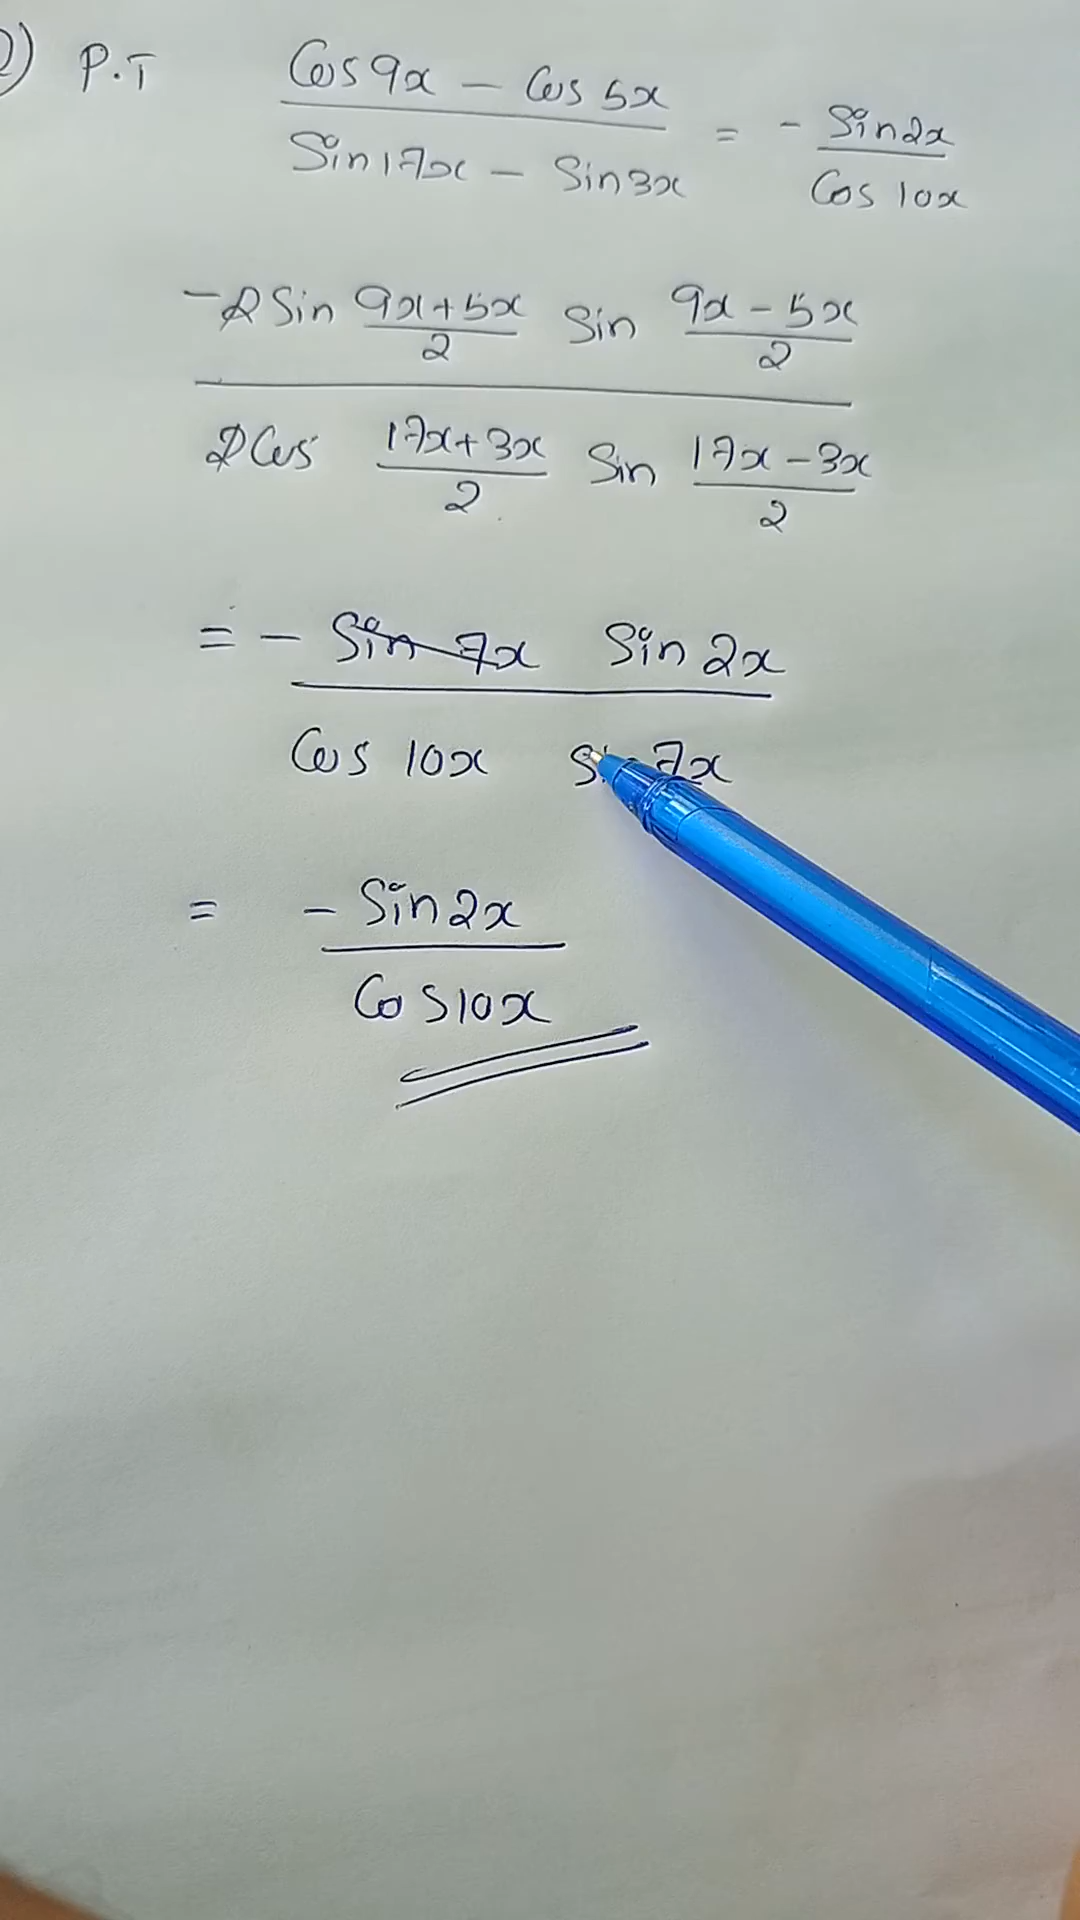 2) P.T Cos 9x - Cos 5x / Sin 17x - Sin 3x = - Sin 2x / Cos 10x
-2 Sin 9x+5x / 2 Sin 9x - 5x / 2
2 Cos 17x+3x / 2 Sin 17x - 3x / 2
= - Sin 7x Sin 2x
Cos 10x Sin 7x
= - Sin 2x
Cos 10x